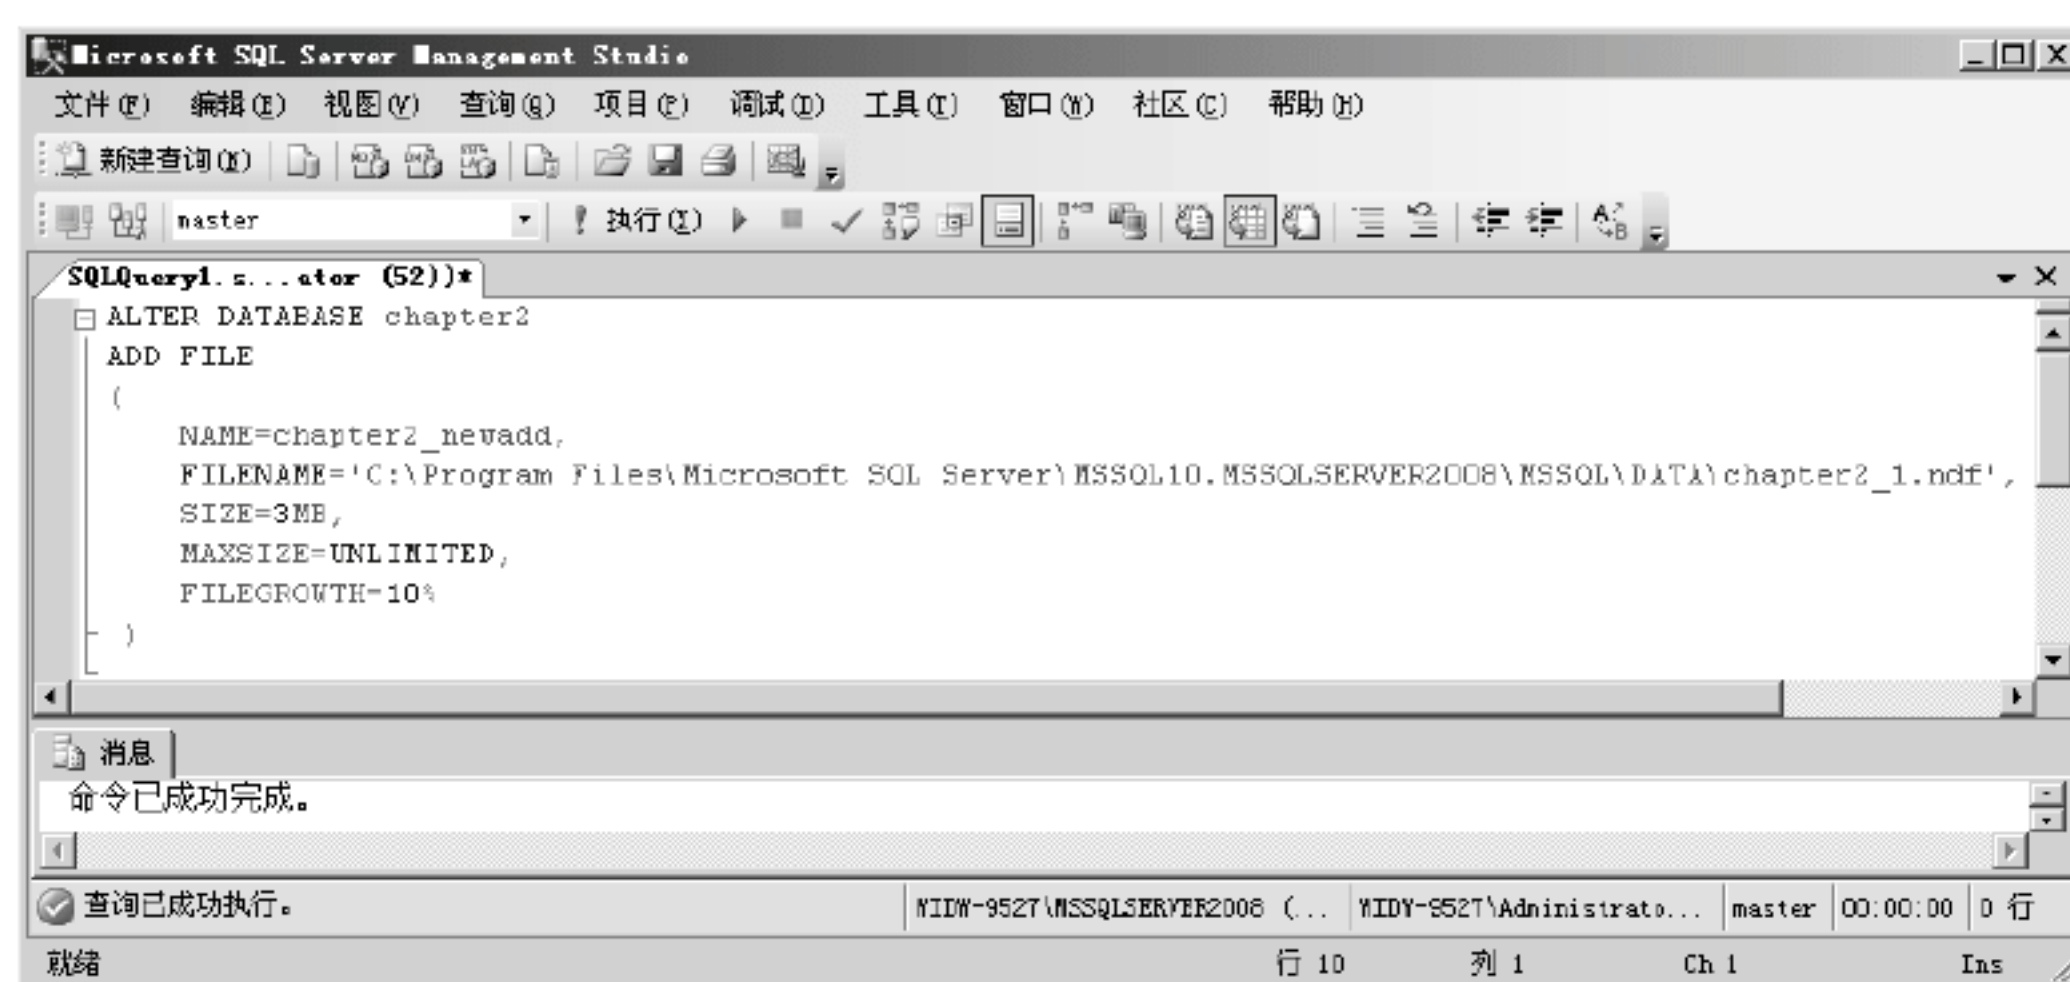 Microsoft SQL Server Management Studio
文件(F) 编辑(E) 视图(V) 查询(Q) 项目(P) 调试(D) 工具(T) 窗口(W) 社区(C) 帮助(H)
新建查询(N)
master 执行(X)
SQLQuery1.s...ator (52))*
ALTER DATABASE chapter2
ADD FILE
(
NAME=chapter2_newadd,
FILENAME='C:\Program Files\Microsoft SQL Server\MSSQL10.MSSQLSERVER2008\MSSQL\DATA\chapter2_1.ndf',
SIZE=3MB,
MAXSIZE=UNLIMITED,
FILEGROWTH=10%
)
消息
命令已成功完成。
查询已成功执行。 MSSQLSERVER2008 (... master 00:00:00 0 行
就绪 行 10 列 1 Ch 1 Ins